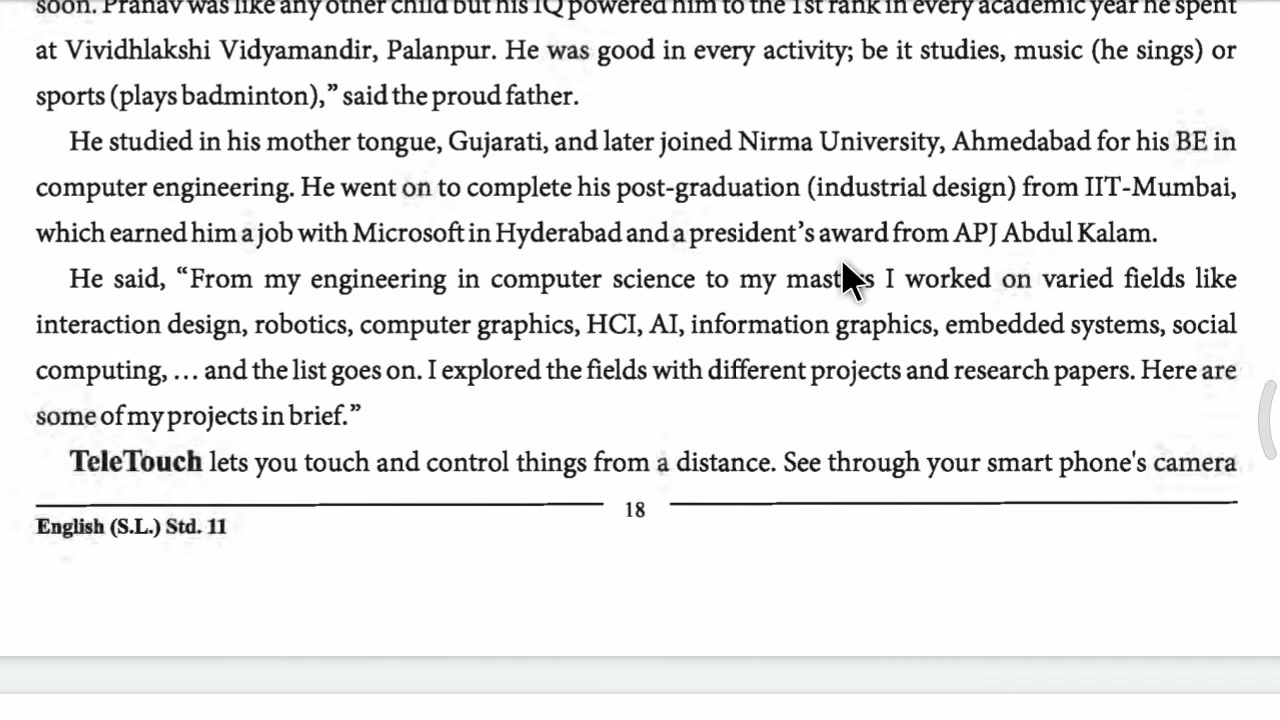 soon. Pranav was like any other child but his IQ powered him to the 1st rank in every academic year he spent
at Vividhlakshi Vidyamandir, Palanpur. He was good in every activity; be it studies, music (he sings) or
sports (plays badminton),” said the proud father.
He studied in his mother tongue, Gujarati, and later joined Nirma University, Ahmedabad for his BE in
computer engineering. He went on to complete his post-graduation (industrial design) from IIT-Mumbai,
which earned him a job with Microsoft in Hyderabad and a president’s award from APJ Abdul Kalam.
He said, “From my engineering in computer science to my masters I worked on varied fields like
interaction design, robotics, computer graphics, HCI, AI, information graphics, embedded systems, social
computing, … and the list goes on. I explored the fields with different projects and research papers. Here are
some of my projects in brief.”
TeleTouch lets you touch and control things from a distance. See through your smart phone's camera
18
English (S.L.) Std. 11